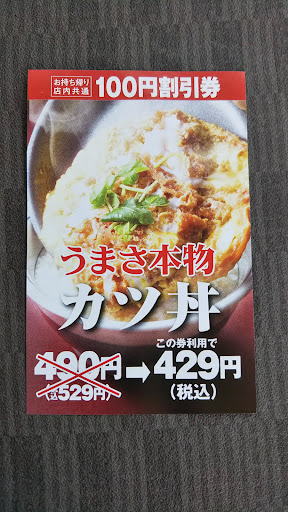 お持ち帰り
店内共通
100円割引券
うまさ本物
カツ丼
この券利用で
490円 → 429円
(込529円) (税込)